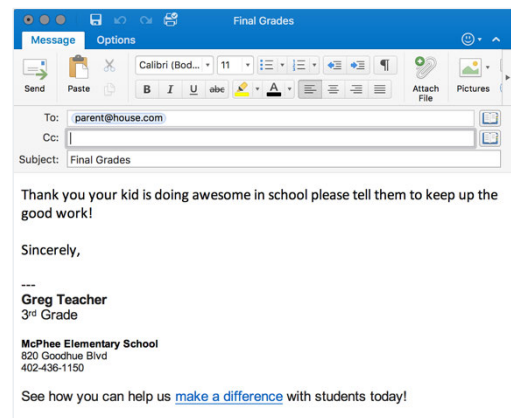 Final Grades
Message Options
Calibri (Bod... 11
Send Paste B I U abc A Attach File Pictures
To: parent@house.com
Cc:
Subject: Final Grades
Thank you your kid is doing awesome in school please tell them to keep up the
good work!
Sincerely,
---
Greg Teacher
3rd Grade
McPhee Elementary School
820 Goodhue Blvd
402-436-1150
See how you can help us make a difference with students today!